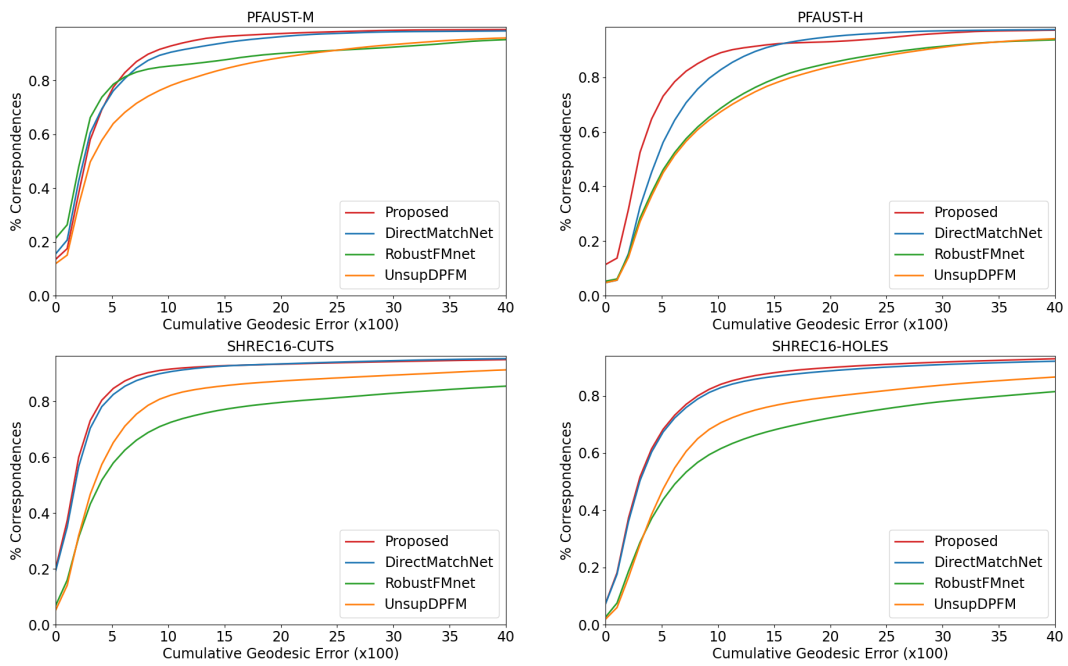 PFAUST-M
% Correspondences
0.8
0.6
0.4
0.2
0.0
Proposed
DirectMatchNet
RobustFMnet
UnsupDPFM
0 5 10 15 20 25 30 35 40
Cumulative Geodesic Error (x100)
PFAUST-H
% Correspondences
0.8
0.6
0.4
0.2
0.0
Proposed
DirectMatchNet
RobustFMnet
UnsupDPFM
0 5 10 15 20 25 30 35 40
Cumulative Geodesic Error (x100)
SHREC16-CUTS
% Correspondences
0.8
0.6
0.4
0.2
0.0
Proposed
DirectMatchNet
RobustFMnet
UnsupDPFM
0 5 10 15 20 25 30 35 40
Cumulative Geodesic Error (x100)
SHREC16-HOLES
% Correspondences
0.8
0.6
0.4
0.2
0.0
Proposed
DirectMatchNet
RobustFMnet
UnsupDPFM
0 5 10 15 20 25 30 35 40
Cumulative Geodesic Error (x100)